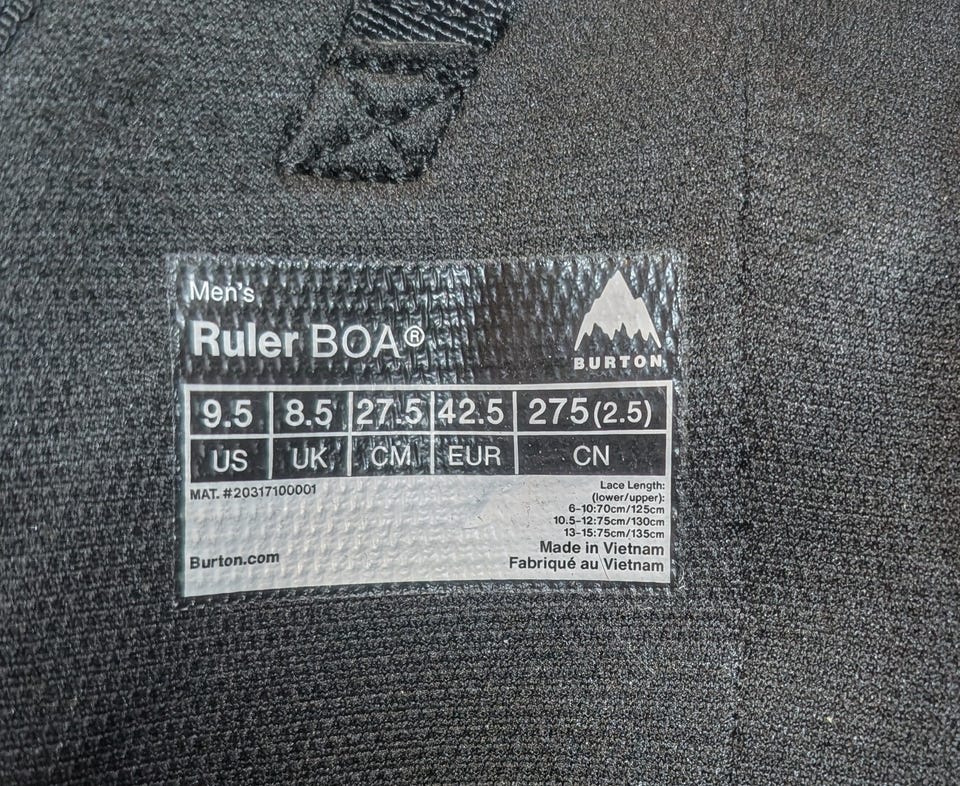 Men's
Ruler BOA®
BURTON
9.5 8.5 27.5 42.5 275(2.5)
US UK CM EUR CN
MAT. #20317100001
Lace Length:
(lower/upper):
6-10:70cm/125cm
10.5-12:75cm/130cm
13-15:75cm/135cm
Made in Vietnam
Burton.com
Fabriqué au Vietnam